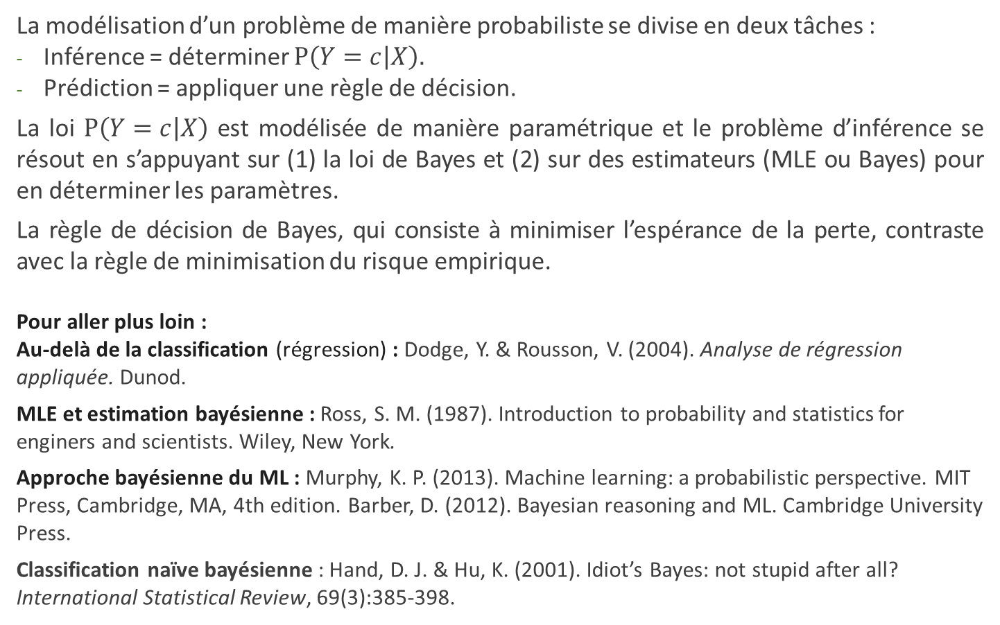 La modélisation d’un problème de manière probabiliste se divise en deux tâches :
- Inférence = déterminer P(Y = c|X).
- Prédiction = appliquer une règle de décision.
La loi P(Y = c|X) est modélisée de manière paramétrique et le problème d’inférence se
résout en s’appuyant sur (1) la loi de Bayes et (2) sur des estimateurs (MLE ou Bayes) pour
en déterminer les paramètres.
La règle de décision de Bayes, qui consiste à minimiser l’espérance de la perte, contraste
avec la règle de minimisation du risque empirique.
Pour aller plus loin :
Au-delà de la classification (régression) : Dodge, Y. & Rousson, V. (2004). Analyse de régression
appliquée. Dunod.
MLE et estimation bayésienne : Ross, S. M. (1987). Introduction to probability and statistics for
enginers and scientists. Wiley, New York.
Approche bayésienne du ML : Murphy, K. P. (2013). Machine learning: a probabilistic perspective. MIT
Press, Cambridge, MA, 4th edition. Barber, D. (2012). Bayesian reasoning and ML. Cambridge University
Press.
Classification naïve bayésienne : Hand, D. J. & Hu, K. (2001). Idiot’s Bayes: not stupid after all?
International Statistical Review, 69(3):385-398.